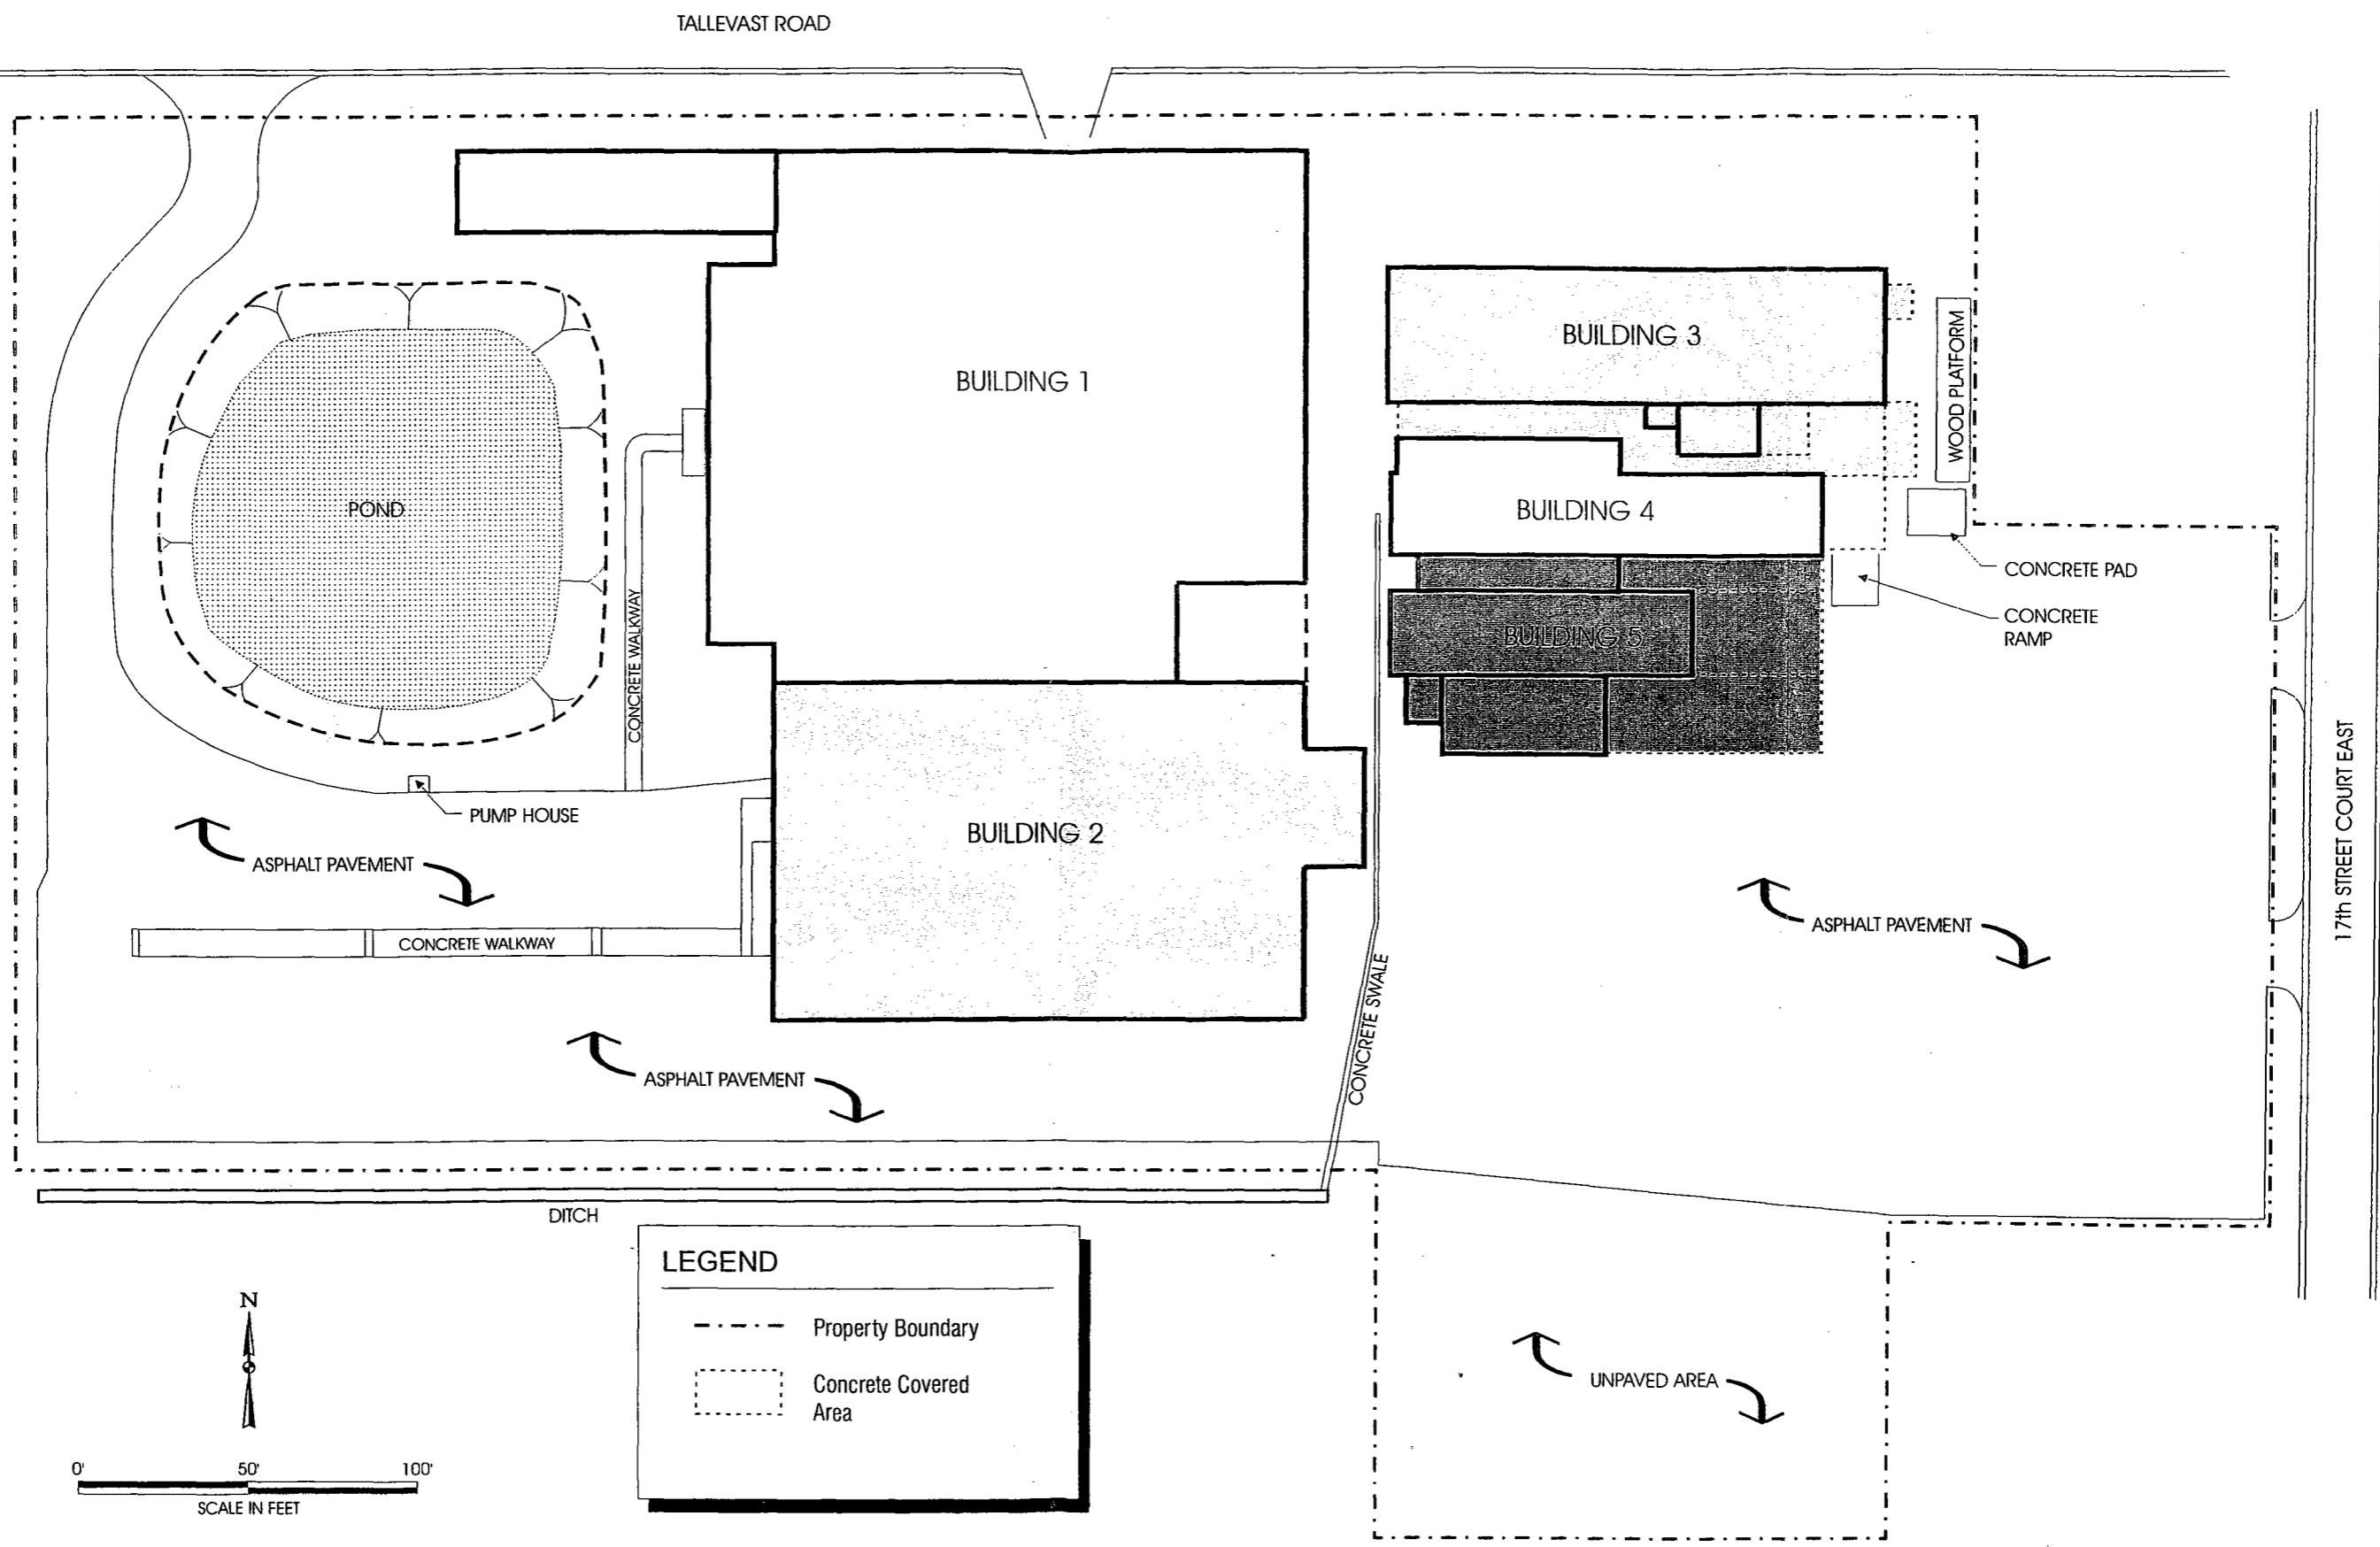 TALLEVAST ROAD
BUILDING 1
BUILDING 3
WOOD PLATFORM
POND
BUILDING 4
CONCRETE PAD
CONCRETE
RAMP
BUILDING 5
CONCRETE WALKWAY
17th STREET COURT EAST
PUMP HOUSE
BUILDING 2
ASPHALT PAVEMENT
ASPHALT PAVEMENT
CONCRETE WALKWAY
CONCRETE SWALE
ASPHALT PAVEMENT
DITCH
LEGEND
Property Boundary
Concrete Covered
Area
UNPAVED AREA
N
0' 50' 100'
SCALE IN FEET